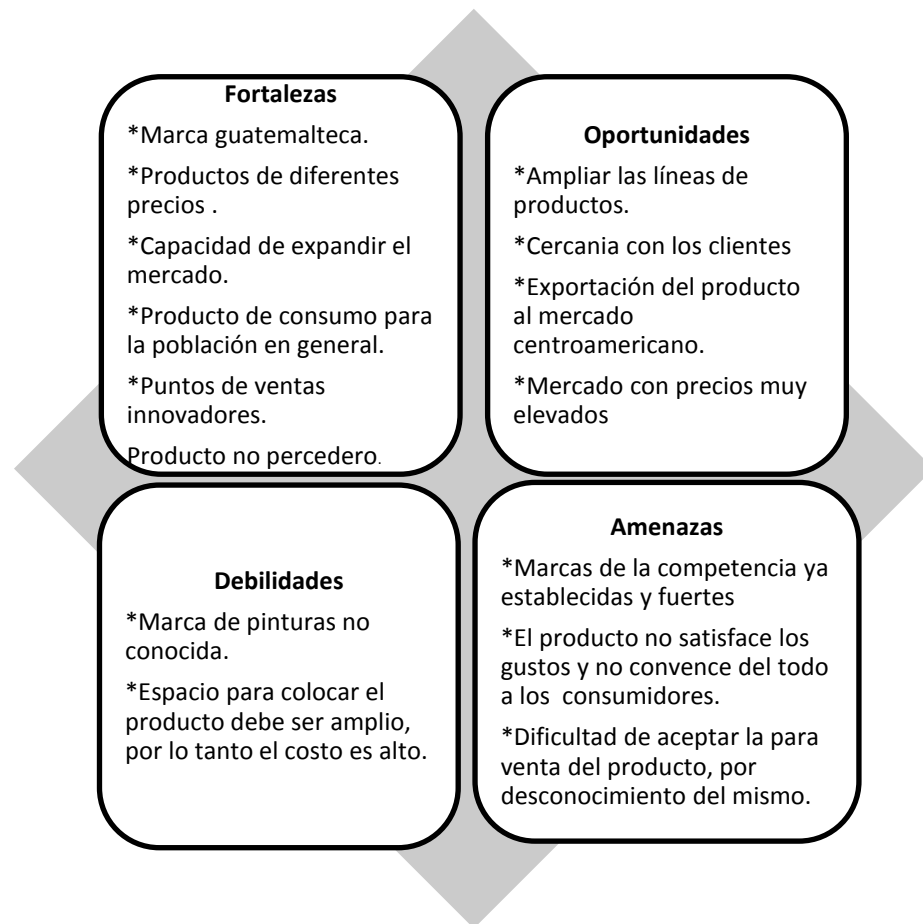 Fortalezas
*Marca guatemalteca.
*Productos de diferentes
precios .
*Capacidad de expandir el
mercado.
*Producto de consumo para
la población en general.
*Puntos de ventas
innovadores.
Producto no percedero.
Oportunidades
*Ampliar las líneas de
productos.
*Cercania con los clientes
*Exportación del producto
al mercado
centroamericano.
*Mercado con precios muy
elevados
Debilidades
*Marca de pinturas no
conocida.
*Espacio para colocar el
producto debe ser amplio,
por lo tanto el costo es alto.
Amenazas
*Marcas de la competencia ya
establecidas y fuertes
*El producto no satisface los
gustos y no convence del todo
a los  consumidores.
*Dificultad de aceptar la para
venta del producto, por
desconocimiento del mismo.